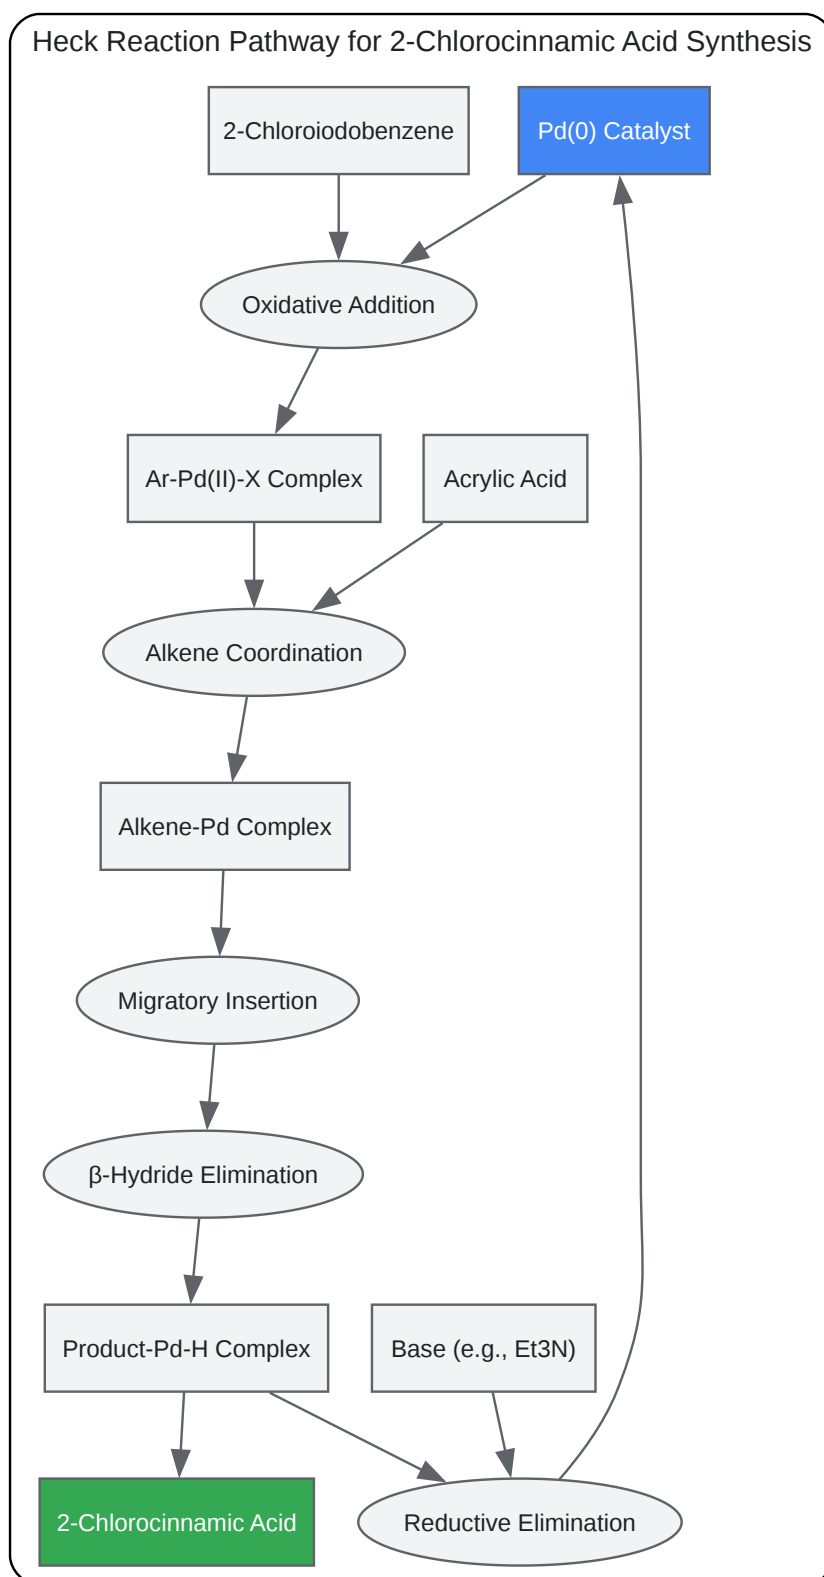 Heck Reaction Pathway for 2-Chlorocinnamic Acid Synthesis
2-Chloroiodobenzene
Pd(0) Catalyst
Oxidative Addition
Ar-Pd(II)-X Complex
Acrylic Acid
Alkene Coordination
Alkene-Pd Complex
Migratory Insertion
β-Hydride Elimination
Product-Pd-H Complex
Base (e.g., Et3N)
2-Chlorocinnamic Acid
Reductive Elimination